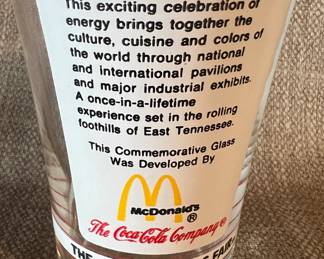 This exciting celebration of
energy brings together the
culture, cuisine and colors of
the world through national
and international pavilions
and major industrial exhibits.
A once-in-a-lifetime
experience set in the rolling
foothills of East Tennessee.
This Commemorative Glass
Was Developed By
McDonald's
®
The Coca-Cola Company®
THE
FAIR